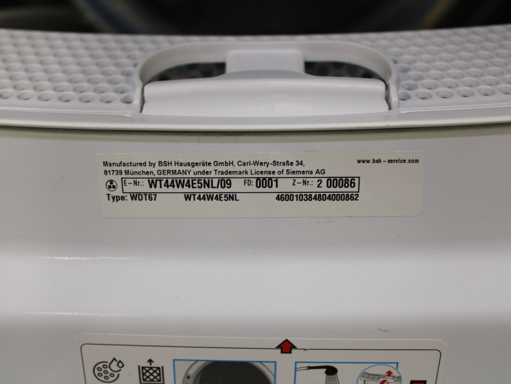 Manufactured by BSH Hausgeräte GmbH, Carl-Wery-Straße 34,
81739 München, GERMANY under Trademark License of Siemens AG
www.bsh-service.com
E-Nr.: WT44W4E5NL/09 FD: 0001 Z-Nr.: 2 00086
Type: WDT67 WT44W4E5NL 460010384804000862